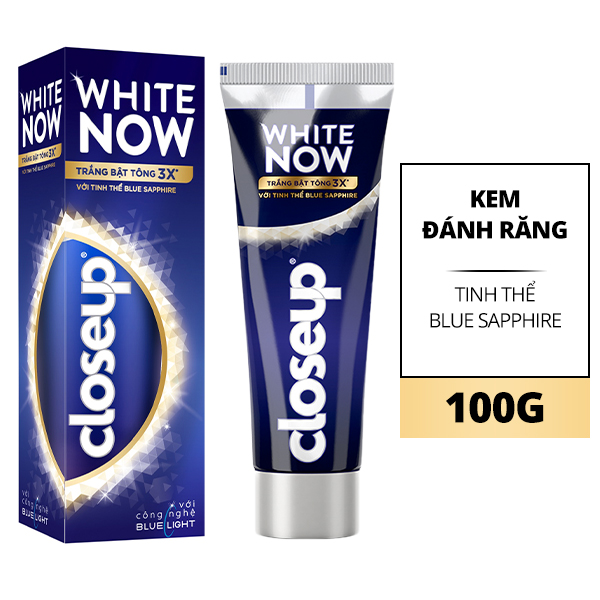 WHITE
NOW
TRẮNG BẬT TÔNG 3X*
VỚI TINH THỂ BLUE SAPPHIRE
closeup®
với
công nghệ
BLUE LIGHT
WHITE
NOW
TRẮNG BẬT TÔNG 3X*
VỚI TINH THỂ BLUE SAPPHIRE
closeup®
KEM
ĐÁNH RĂNG
TINH THỂ
BLUE SAPPHIRE
100G